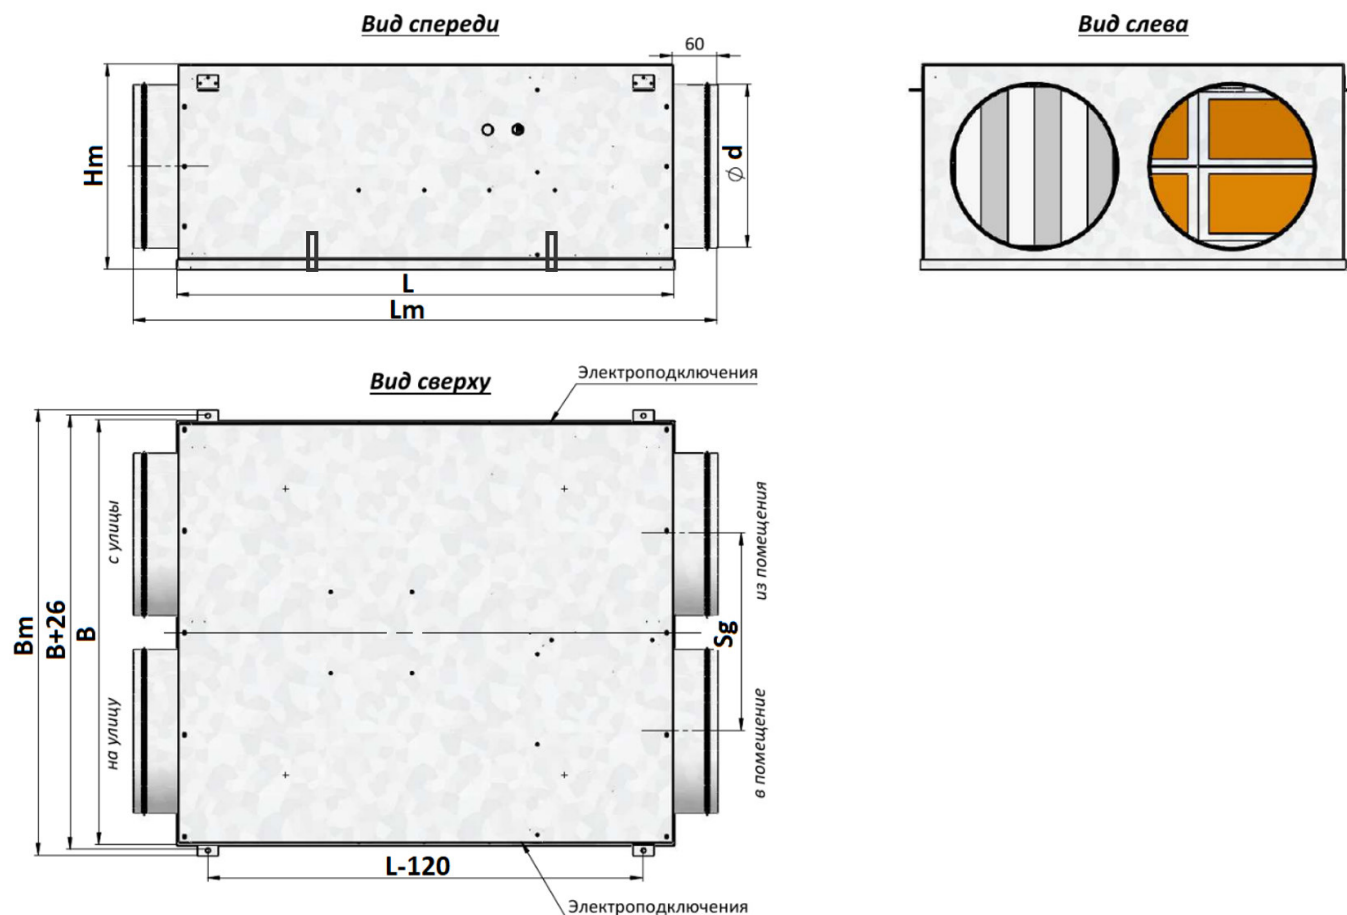 Вид спереди
Вид слева
60
Hm
Ød
L
Lm
Вид сверху
Электроподключения
Bm
B+26
B
с улицы
на улицу
из помещения
Sg
в помещение
L-120
Электроподключения